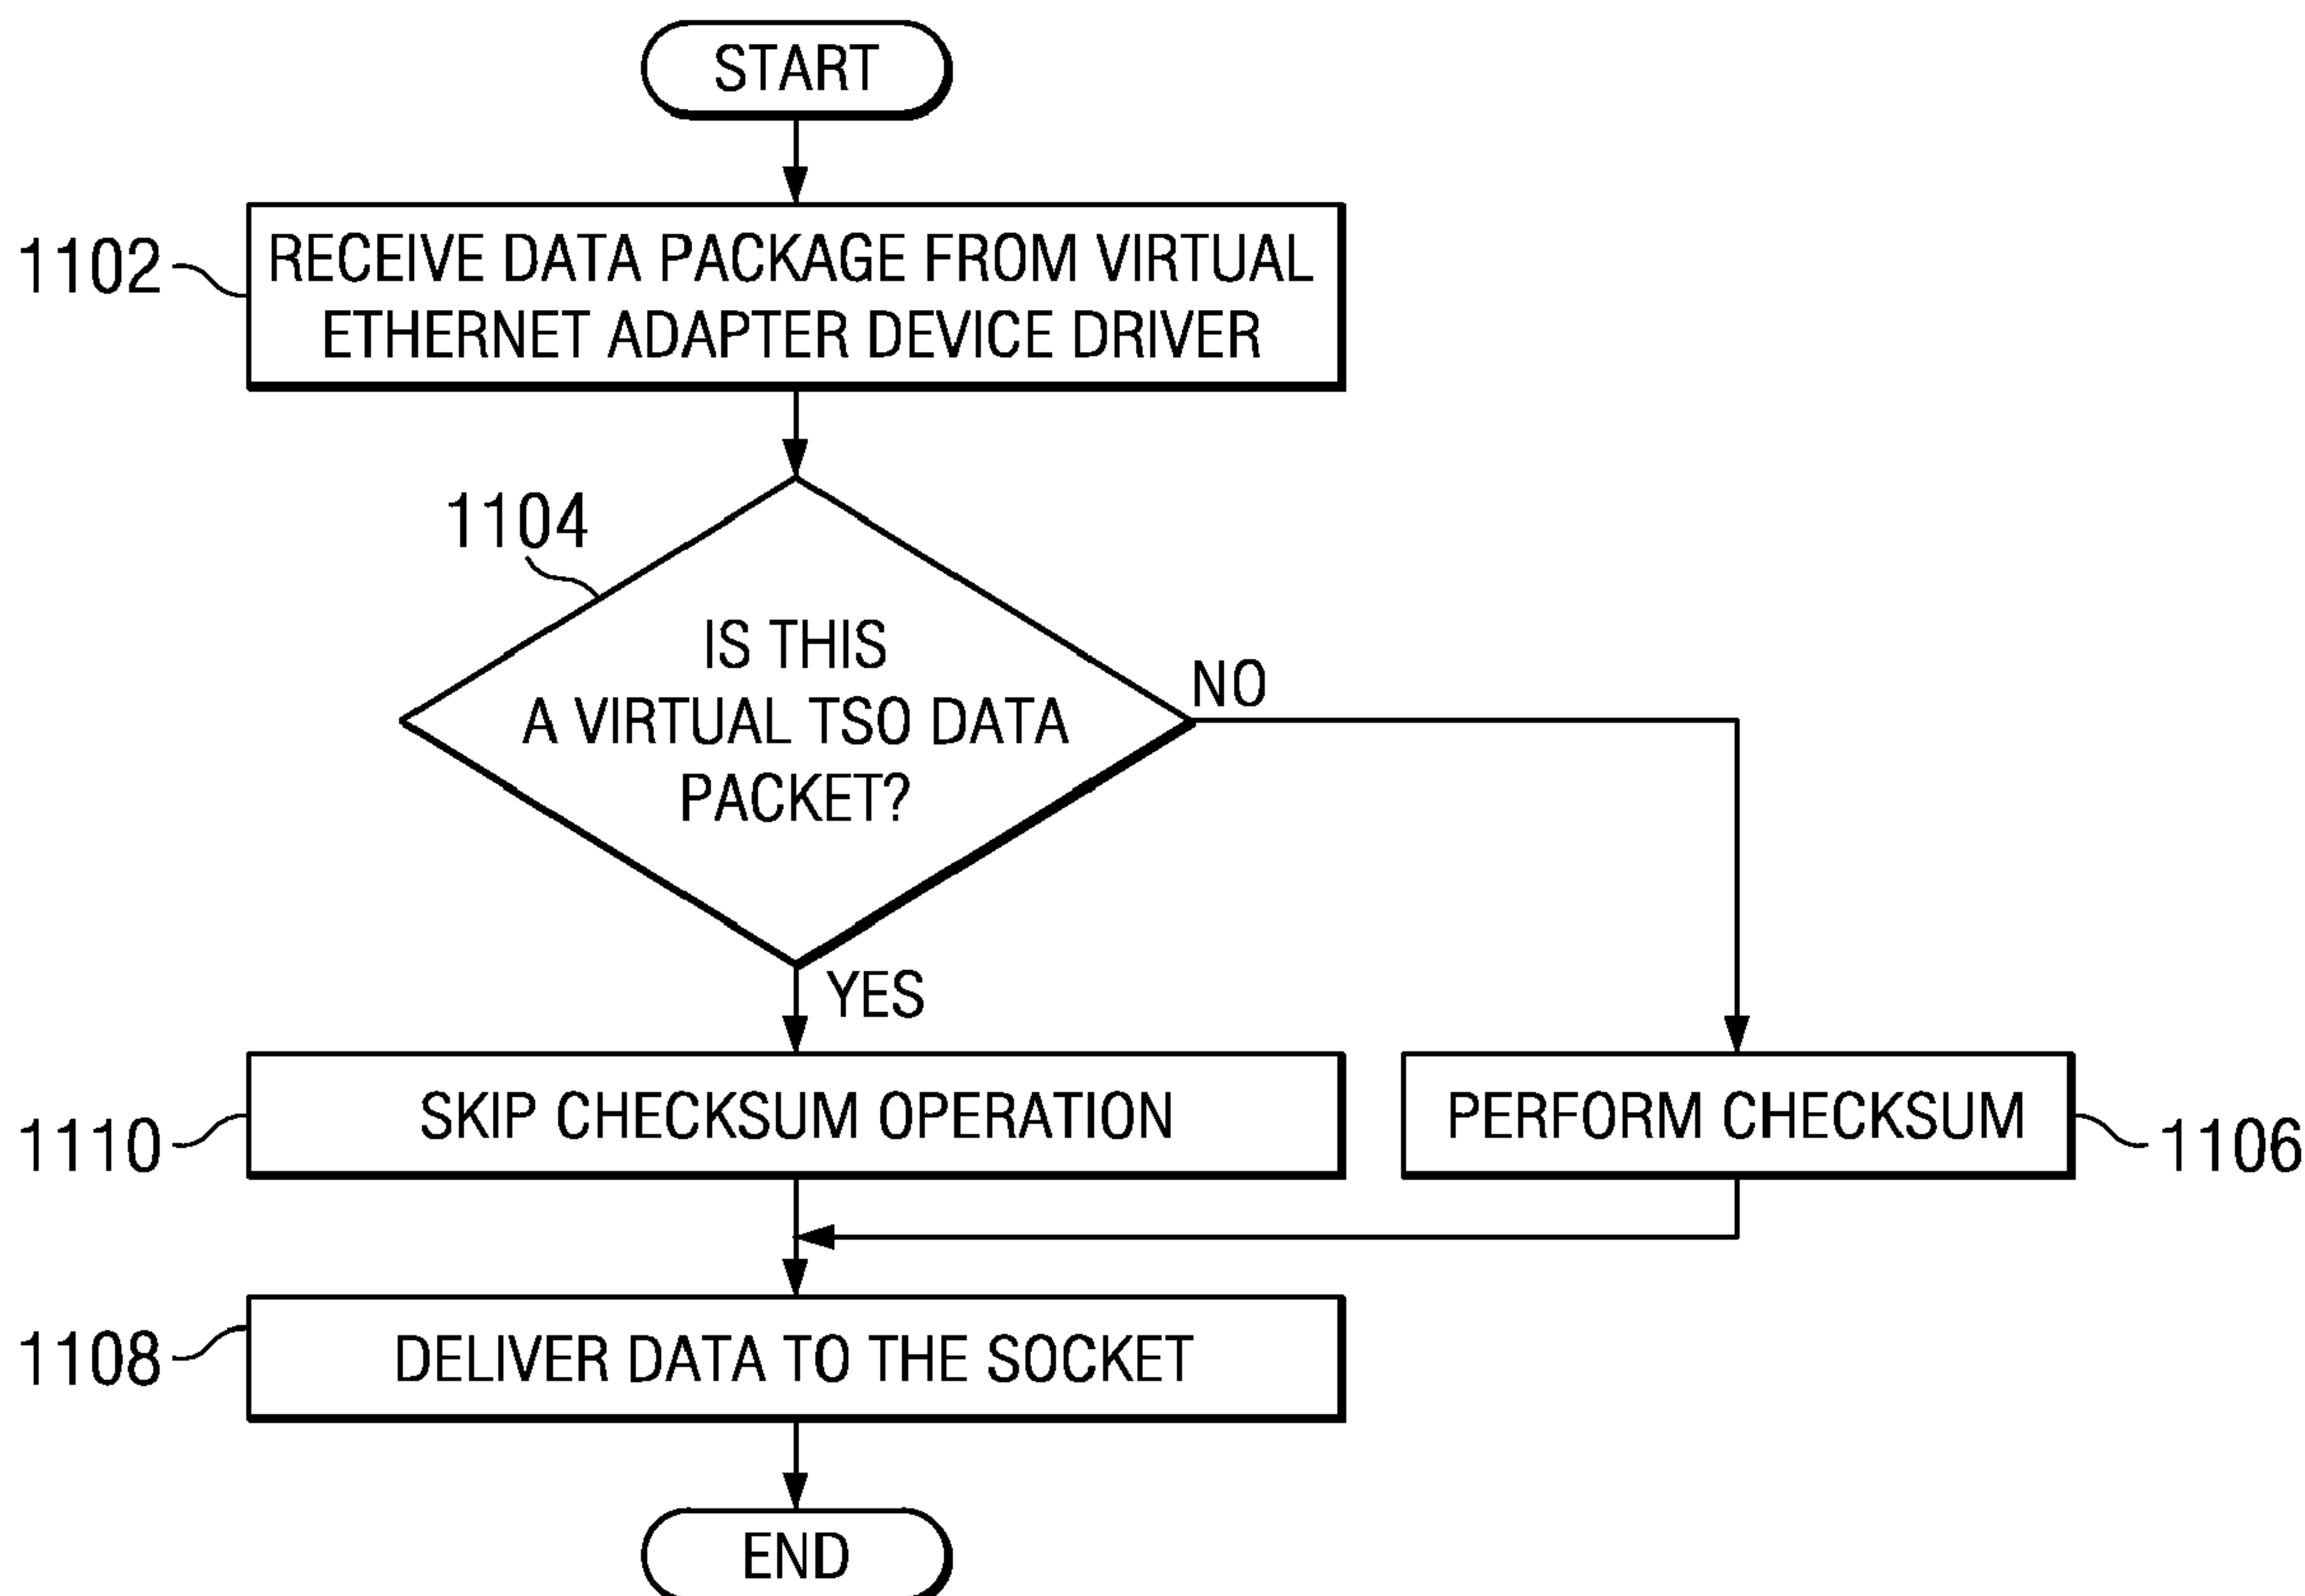 START
1102
RECEIVE DATA PACKAGE FROM VIRTUAL
ETHERNET ADAPTER DEVICE DRIVER
1104
IS THIS
A VIRTUAL TSO DATA
PACKET?
NO
YES
1110
SKIP CHECKSUM OPERATION
PERFORM CHECKSUM
1106
1108
DELIVER DATA TO THE SOCKET
END